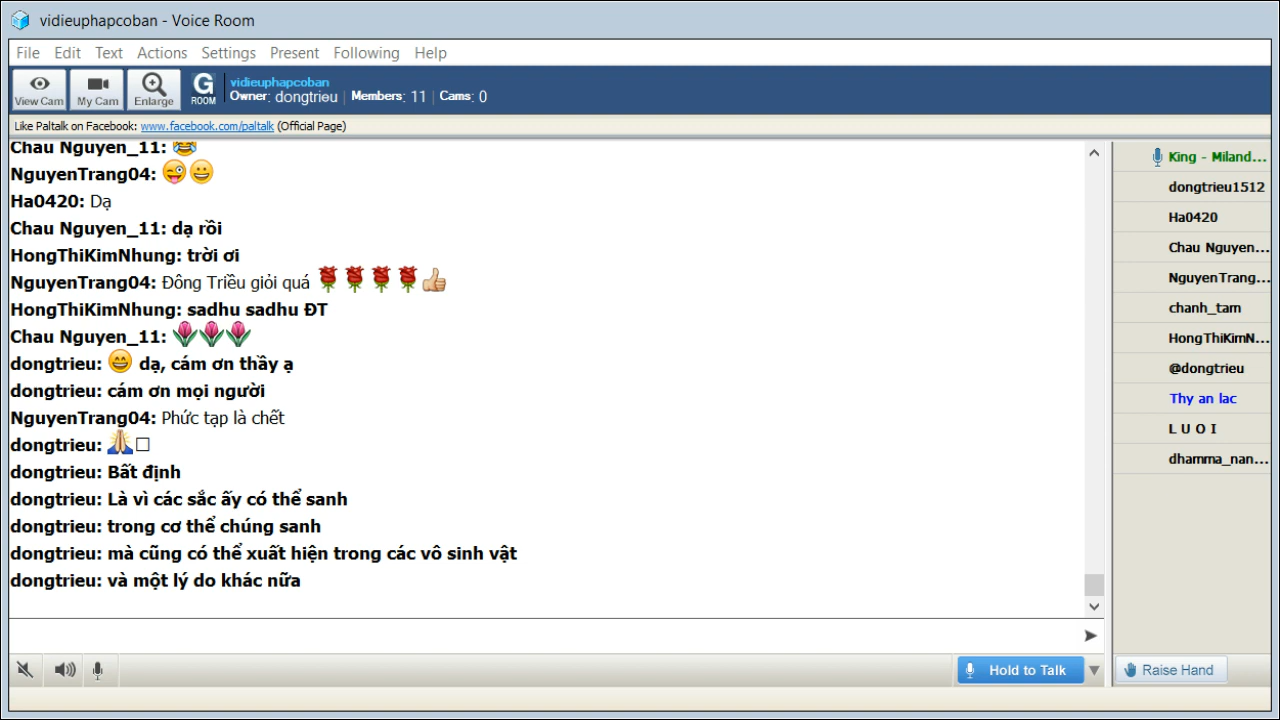 vidieuphapcoban - Voice Room
File Edit Text Actions Settings Present Following Help
View Cam
My Cam
Enlarge
G ROOM
vidieuphapcoban
Owner: dongtrieu | Members: 11 | Cams: 0
Like Paltalk on Facebook: www.facebook.com/paltalk (Official Page)
Chau Nguyen_11: 😂
NguyenTrang04: 😜😀
Ha0420: Dạ
Chau Nguyen_11: dạ rồi
HongThiKimNhung: trời ơi
NguyenTrang04: Đông Triều giỏi quá 🌹🌹🌹🌹👍
HongThiKimNhung: sadhu sadhu ĐT
Chau Nguyen_11: 🌷🌷🌷
dongtrieu: 😄 dạ, cám ơn thầy ạ
dongtrieu: cám ơn mọi người
NguyenTrang04: Phức tạp là chết
dongtrieu: 🙏□
dongtrieu: Bất định
dongtrieu: Là vì các sắc ấy có thể sanh
dongtrieu: trong cơ thể chúng sanh
dongtrieu: mà cũng có thể xuất hiện trong các vô sinh vật
dongtrieu: và một lý do khác nữa
King - Miland...
dongtrieu1512
Ha0420
Chau Nguyen...
NguyenTrang...
chanh_tam
HongThiKimN...
@dongtrieu
Thy an lac
L U O I
dhamma_nan...
Hold to Talk
Raise Hand